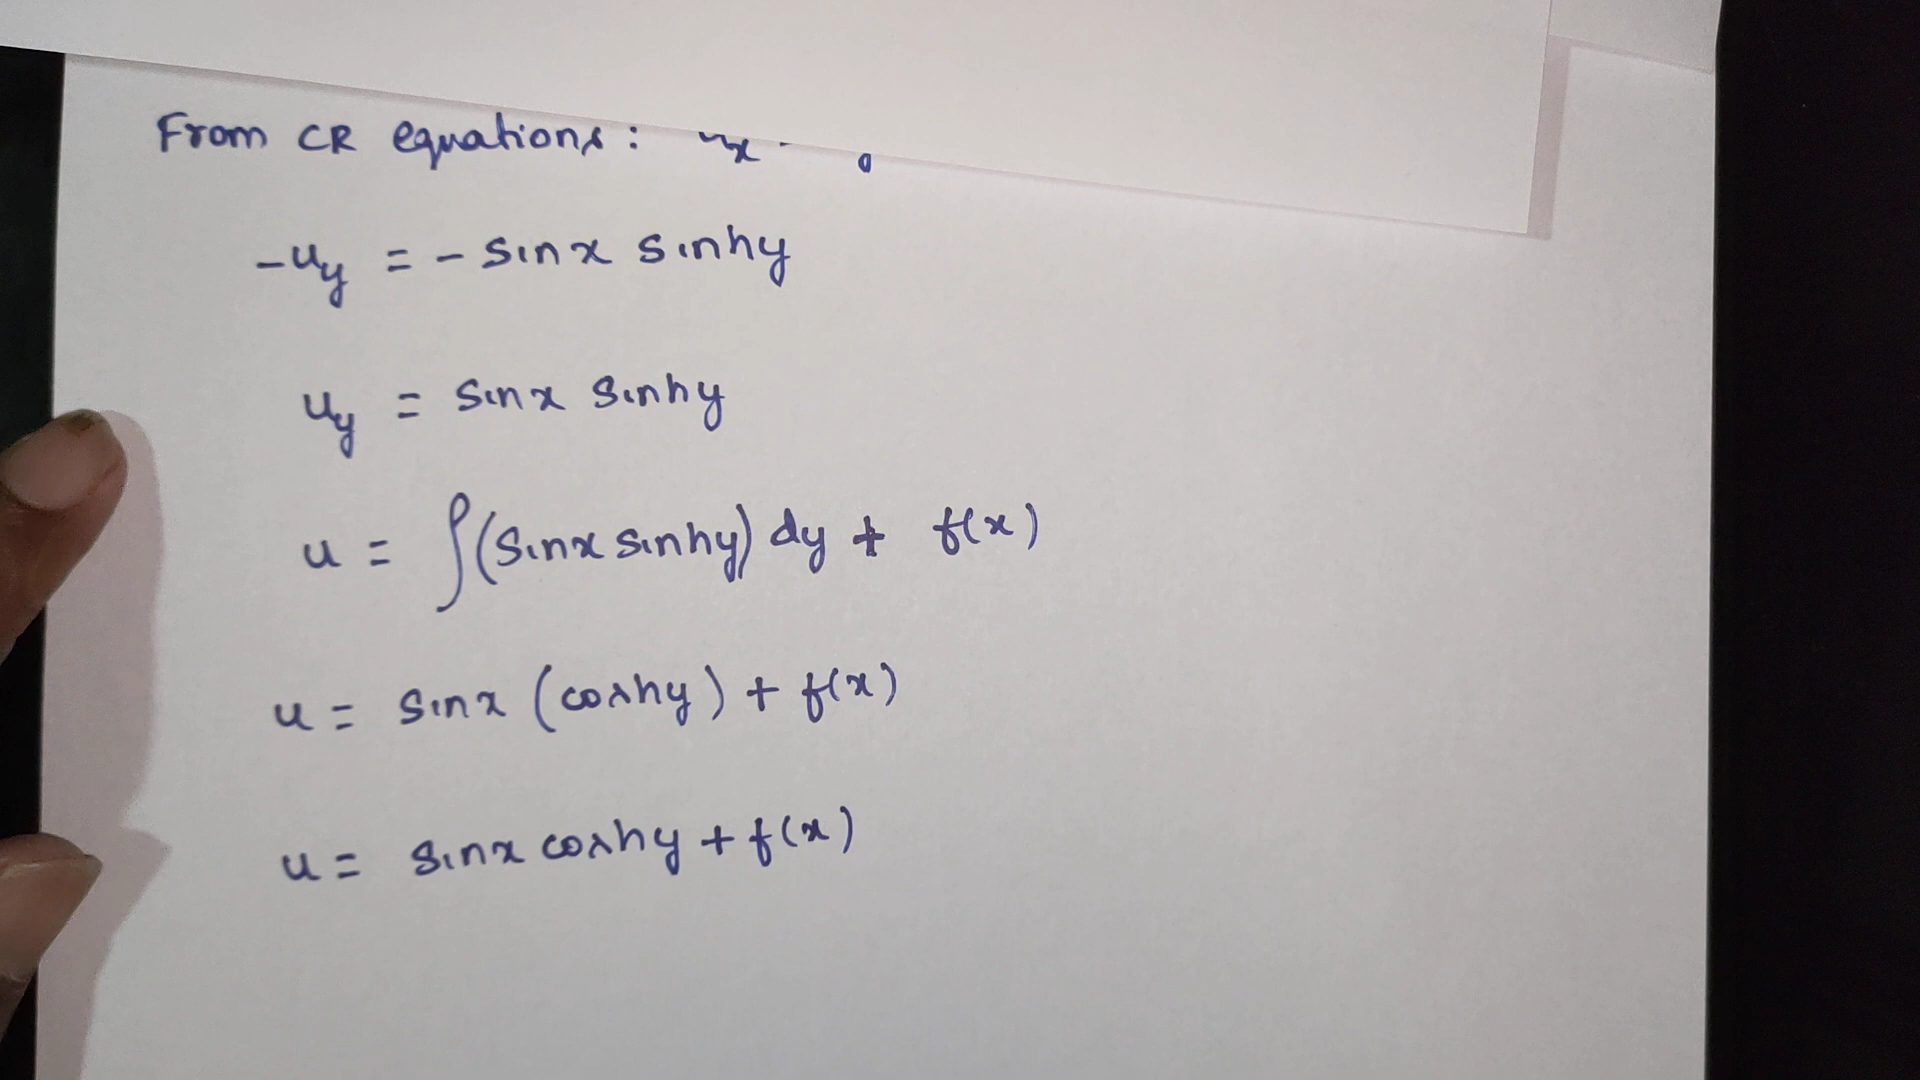 From CR equations:
-u_y = - sinx sinhy
u_y = sinx sinhy
u = ∫(sinx sinhy) dy + f(x)
u = sinx (coshy) + f(x)
u = sinx coshy + f(x)